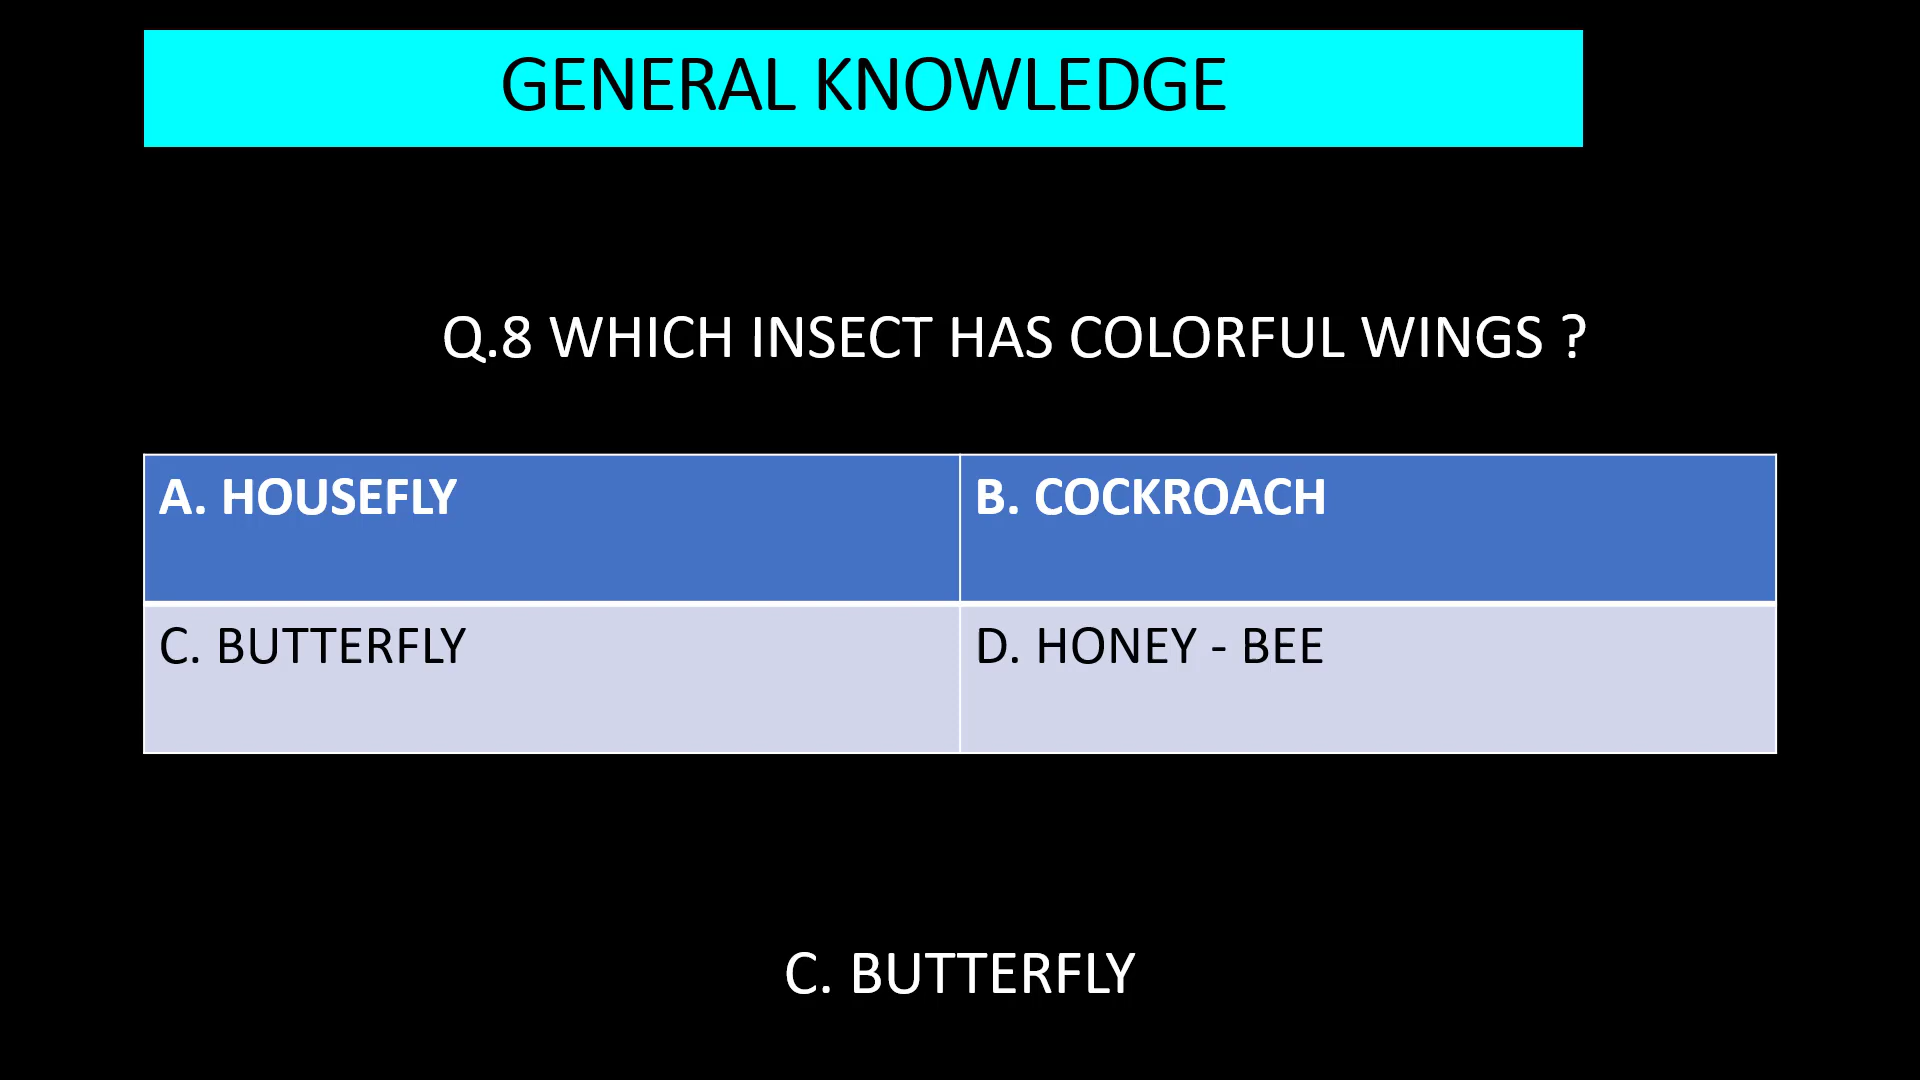 GENERAL KNOWLEDGE
Q.8 WHICH INSECT HAS COLORFUL WINGS ?
A. HOUSEFLY
B. COCKROACH
C. BUTTERFLY
D. HONEY - BEE
C. BUTTERFLY